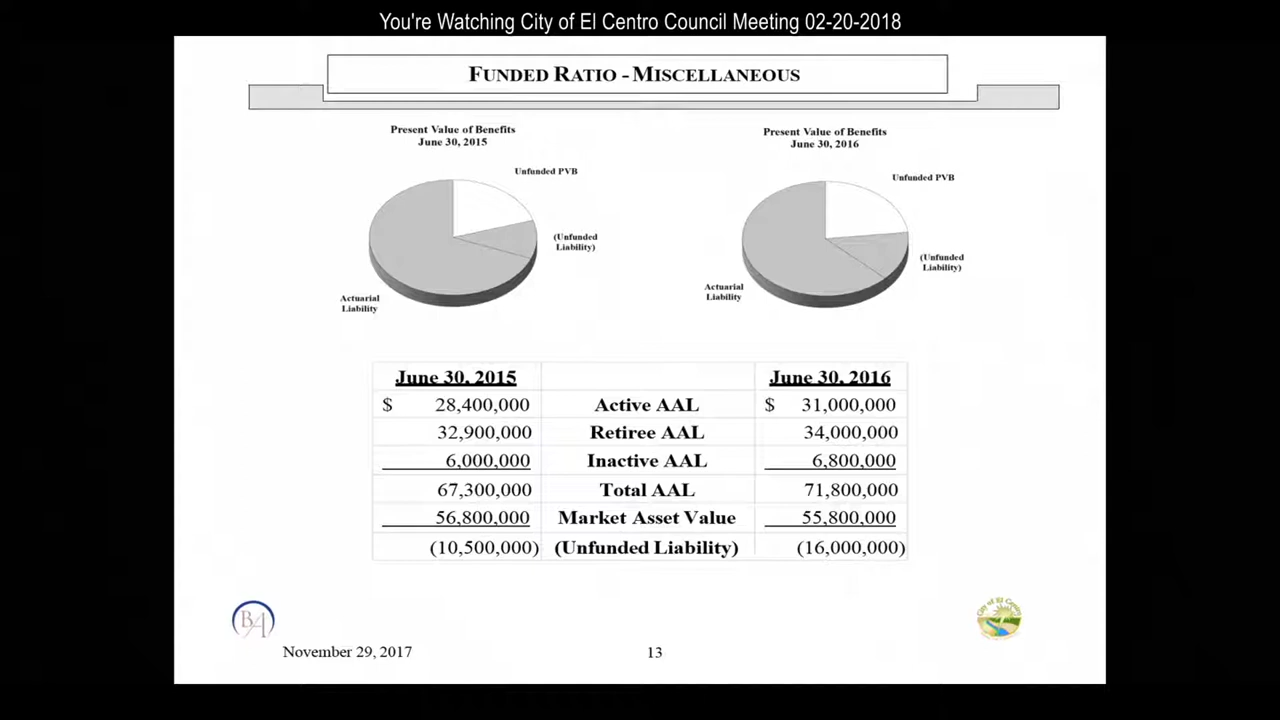 You're Watching City of El Centro Council Meeting 02-20-2018
FUNDED RATIO - MISCELLANEOUS
Present Value of Benefits
June 30, 2015
Unfunded PVB
(Unfunded
Liability)
Actuarial
Liability
Present Value of Benefits
June 30, 2016
Unfunded PVB
(Unfunded
Liability)
Actuarial
Liability
June 30, 2015 June 30, 2016
$ 28,400,000 Active AAL $ 31,000,000
32,900,000 Retiree AAL 34,000,000
6,000,000 Inactive AAL 6,800,000
67,300,000 Total AAL 71,800,000
56,800,000 Market Asset Value 55,800,000
(10,500,000) (Unfunded Liability) (16,000,000)
BA
City of El Centro
November 29, 2017
13